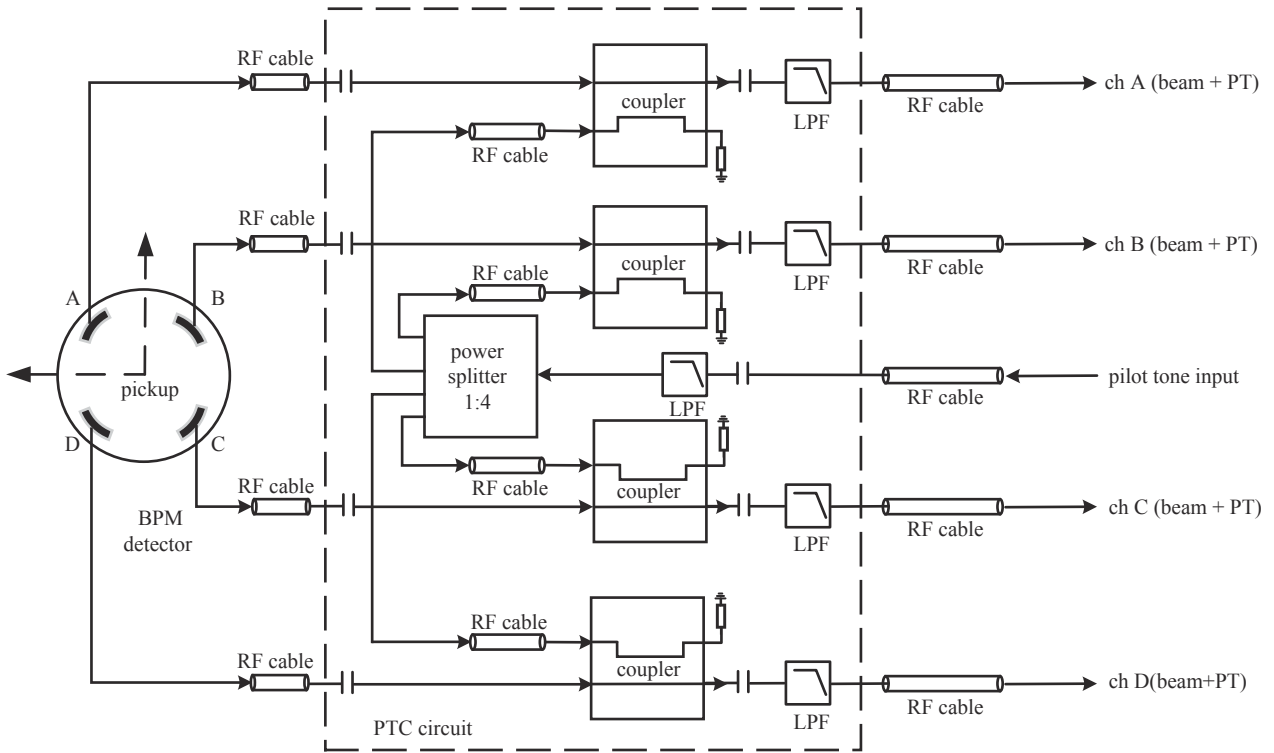 RF cable
coupler
LPF
RF cable
ch A (beam + PT)
RF cable
RF cable
coupler
LPF
RF cable
ch B (beam + PT)
RF cable
A
B
pickup
D
C
BPM
detector
power
splitter
1:4
LPF
RF cable
pilot tone input
RF cable
coupler
RF cable
LPF
RF cable
ch C (beam + PT)
RF cable
RF cable
coupler
LPF
RF cable
ch D(beam+PT)
PTC circuit